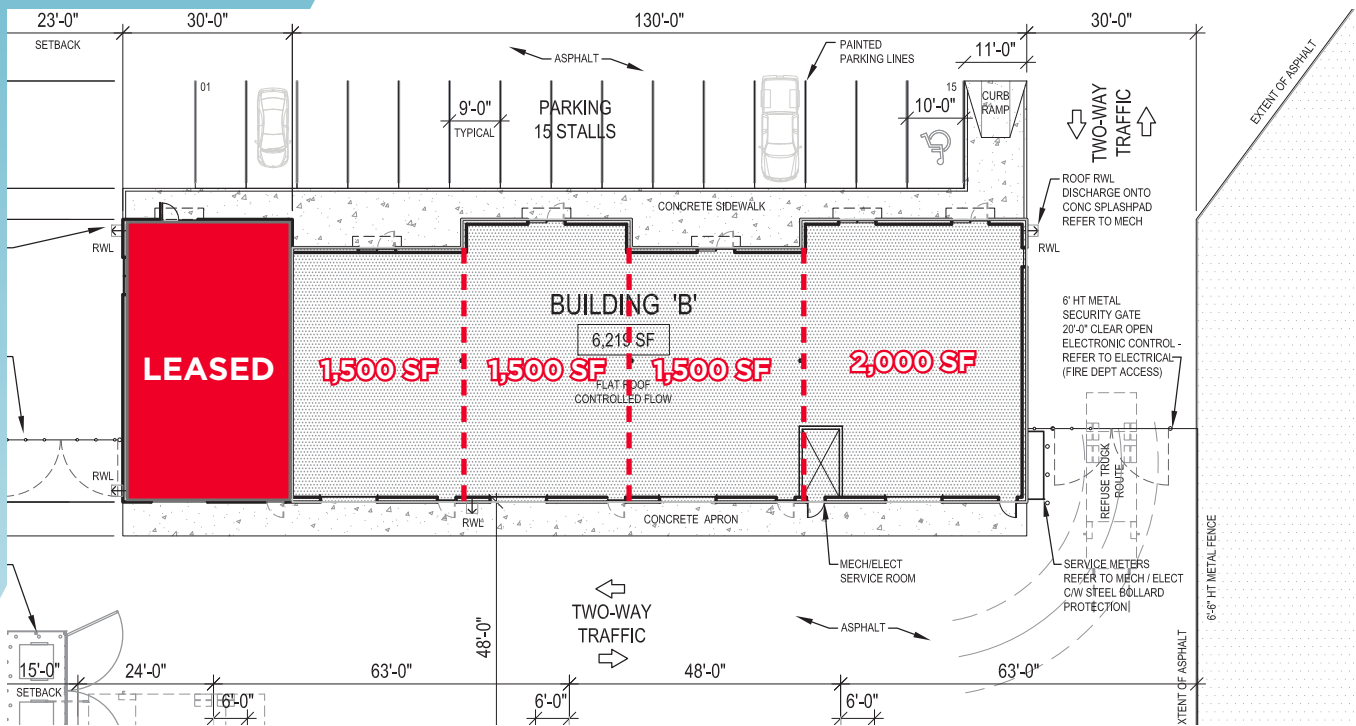 23'-0"
30'-0"
130'-0"
30'-0"
SETBACK
ASPHALT
PAINTED
PARKING LINES
11'-0"
EXTENT OF ASPHALT
01
9'-0"
TYPICAL
PARKING
15 STALLS
15
10'-0"
CURB
RAMP
TWO-WAY
TRAFFIC
ROOF RWL
DISCHARGE ONTO
CONC SPLASHPAD
REFER TO MECH
CONCRETE SIDEWALK
RWL
RWL
BUILDING 'B'
6,219 SF
FLAT ROOF
CONTROLLED FLOW
LEASED
1,500 SF
1,500 SF
1,500 SF
2,000 SF
6' HT METAL
SECURITY GATE
20'-0" CLEAR OPEN
ELECTRONIC CONTROL -
REFER TO ELECTRICAL
(FIRE DEPT ACCESS)
RWL
RWL
CONCRETE APRON
REFUSE TRUCK
ROUTE
MECH/ELECT
SERVICE ROOM
SERVICE METERS
REFER TO MECH / ELECT
C/W STEEL BOLLARD
PROTECTION
6'-6" HT METAL FENCE
TWO-WAY
TRAFFIC
48'-0"
ASPHALT
EXTENT OF ASPHALT
15'-0"
SETBACK
24'-0"
63'-0"
48'-0"
63'-0"
6'-0"
6'-0"
6'-0"